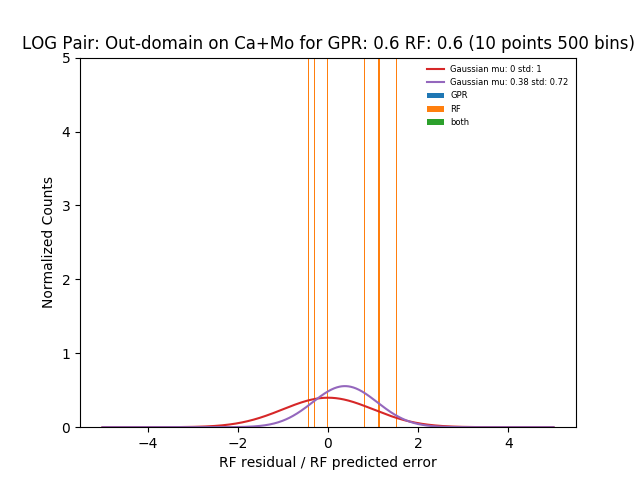 LOG Pair: Out-domain on Ca+Mo for GPR: 0.6 RF: 0.6 (10 points 500 bins)
Gaussian mu: 0 std: 1
Gaussian mu: 0.38 std: 0.72
GPR
RF
both
Normalized Counts
5
4
3
2
1
0
−4
−2
0
2
4
RF residual / RF predicted error